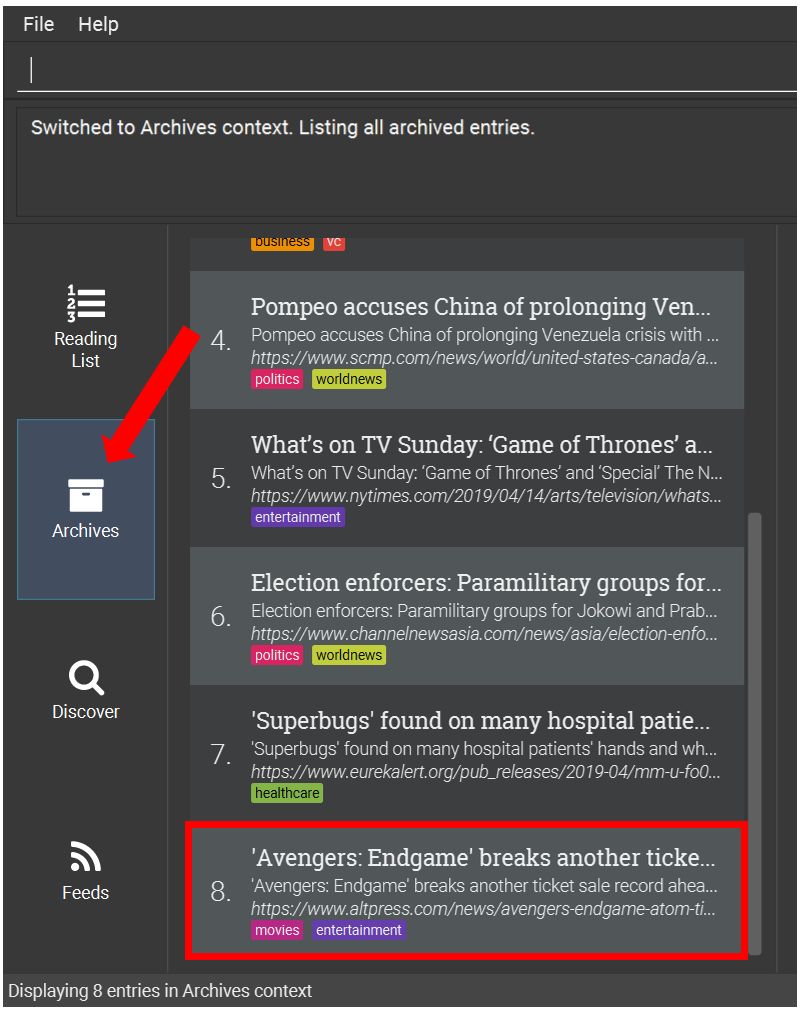 File Help
Switched to Archives context. Listing all archived entries.
Reading
List
Archives
Discover
Feeds
business vc
4.
Pompeo accuses China of prolonging Ven...
Pompeo accuses China of prolonging Venezuela crisis with ...
https://www.scmp.com/news/world/united-states-canada/a...
politics worldnews
5.
What’s on TV Sunday: ‘Game of Thrones’ a...
What’s on TV Sunday: ‘Game of Thrones’ and ‘Special’ The N...
https://www.nytimes.com/2019/04/14/arts/television/whats...
entertainment
6.
Election enforcers: Paramilitary groups for...
Election enforcers: Paramilitary groups for Jokowi and Prab...
https://www.channelnewsasia.com/news/asia/election-enfo...
politics worldnews
7.
'Superbugs' found on many hospital patie...
'Superbugs' found on many hospital patients' hands and wh...
https://www.eurekalert.org/pub_releases/2019-04/mm-u-fo0...
healthcare
8.
'Avengers: Endgame' breaks another ticke...
'Avengers: Endgame' breaks another ticket sale record ahea...
https://www.altpress.com/news/avengers-endgame-atom-ti...
movies entertainment
Displaying 8 entries in Archives context